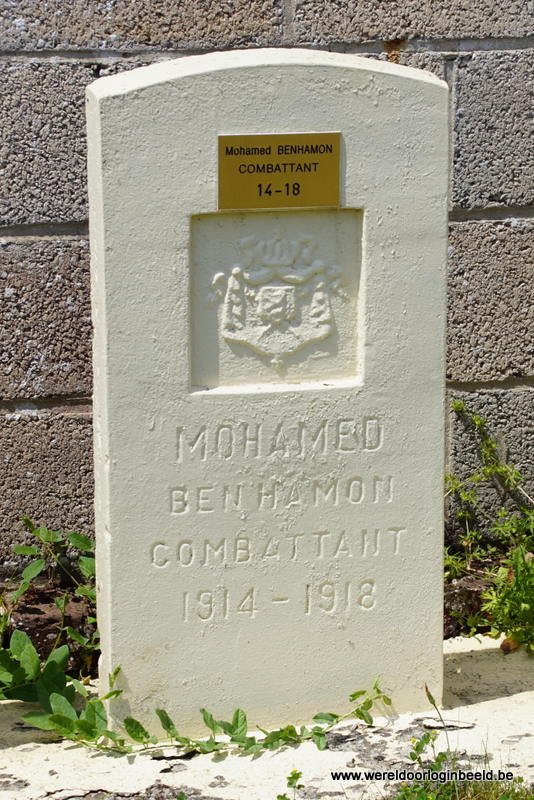 Mohamed BENHAMON
COMBATTANT
14-18
MOHAMED
BEN HAMON
COMBATTANT
1914-1918
www.wereldoorloginbeeld.be